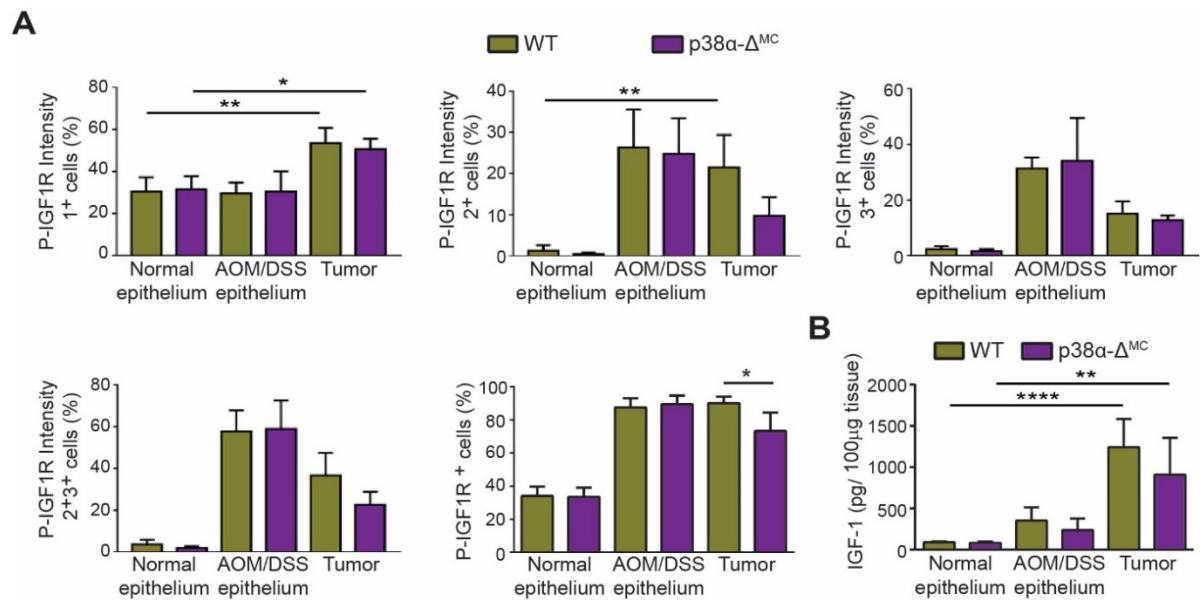 A
WT
p38α-Δᴹᶜ
P-IGF1R Intensity
1⁺ cells (%)
80
60
40
20
0
**
*
Normal
epithelium
AOM/DSS
epithelium
Tumor
P-IGF1R Intensity
2⁺ cells (%)
40
30
20
10
0
**
Normal
epithelium
AOM/DSS
epithelium
Tumor
P-IGF1R Intensity
3⁺ cells (%)
60
40
20
0
Normal
epithelium
AOM/DSS
epithelium
Tumor
P-IGF1R Intensity
2⁺3⁺ cells (%)
80
60
40
20
0
Normal
epithelium
AOM/DSS
epithelium
Tumor
P-IGF1R ⁺ cells (%)
100
80
60
40
20
0
*
Normal
epithelium
AOM/DSS
epithelium
Tumor
B
WT
p38α-Δᴹᶜ
IGF-1 (pg/ 100µg tissue)
2000
1500
1000
500
0
**
****
Normal
epithelium
AOM/DSS
epithelium
Tumor